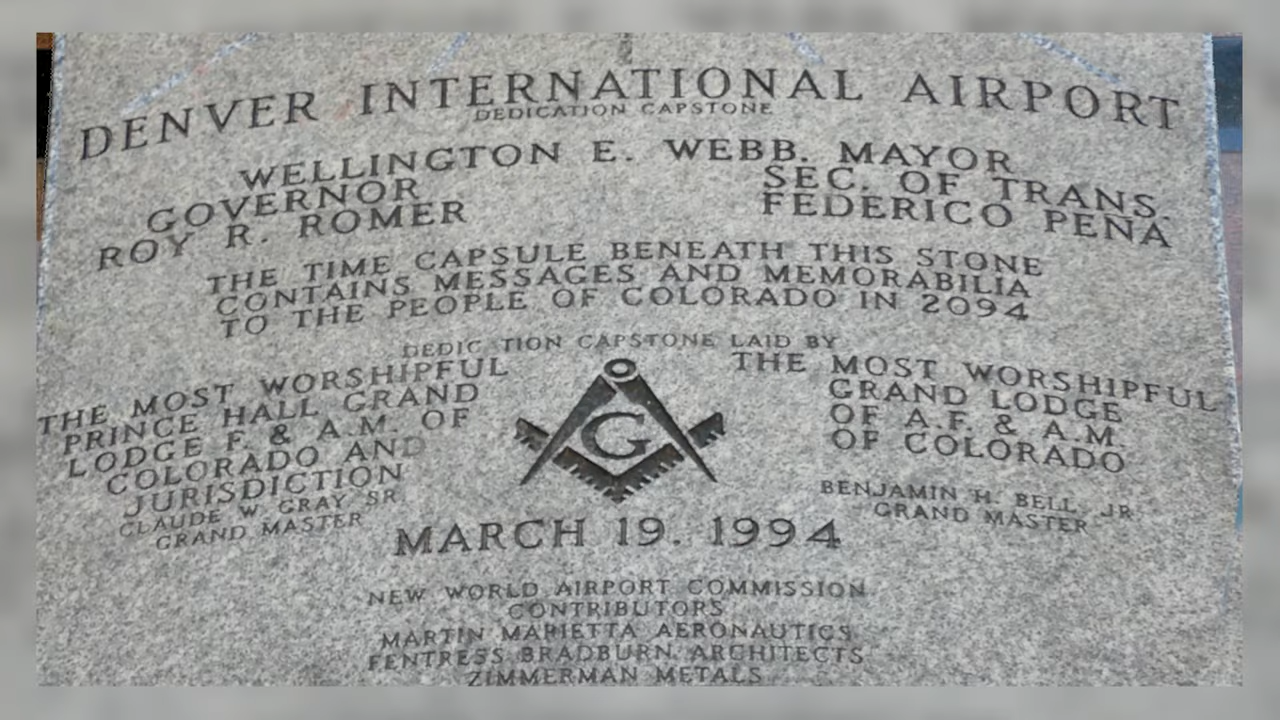 DENVER INTERNATIONAL AIRPORT
DEDICATION CAPSTONE
WELLINGTON E. WEBB. MAYOR
GOVERNOR
ROY R. ROMER
SEC. OF TRANS.
FEDERICO PENA
THE TIME CAPSULE BENEATH THIS STONE
CONTAINS MESSAGES AND MEMORABILIA
TO THE PEOPLE OF COLORADO IN 2094
DEDIC TION CAPSTONE LAID BY
THE MOST WORSHIPFUL
PRINCE HALL GRAND
LODGE F. & A.M. OF
COLORADO AND
JURISDICTION
CLAUDE W. GRAY SR
GRAND MASTER
G
THE MOST WORSHIPFUL
GRAND LODGE
OF A.F. & A.M.
OF COLORADO
BENJAMIN H. BELL, JR.
GRAND MASTER
MARCH 19. 1994
NEW WORLD AIRPORT COMMISSION
CONTRIBUTORS
MARTIN MARIETTA AERONAUTICS
FENTRESS BRADBURN ARCHITECTS
ZIMMERMAN METALS